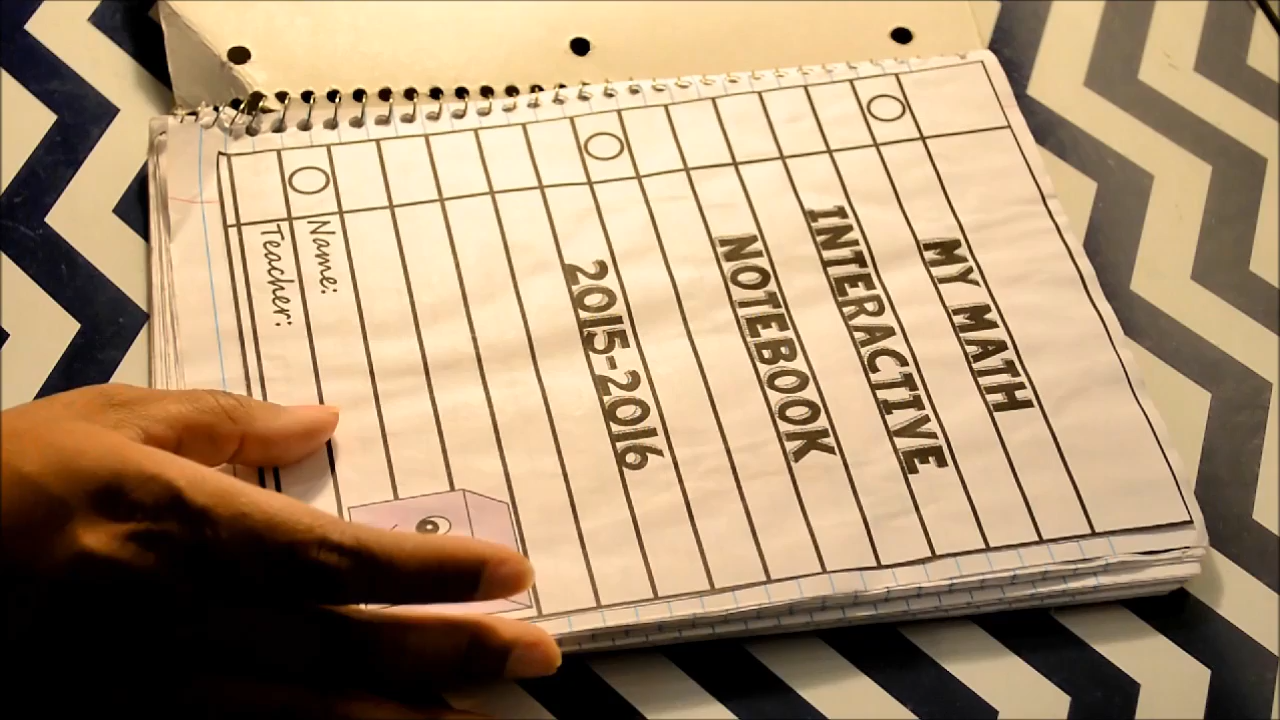 MY MATH
INTERACTIVE
NOTEBOOK
2015-2016
Name:
Teacher: